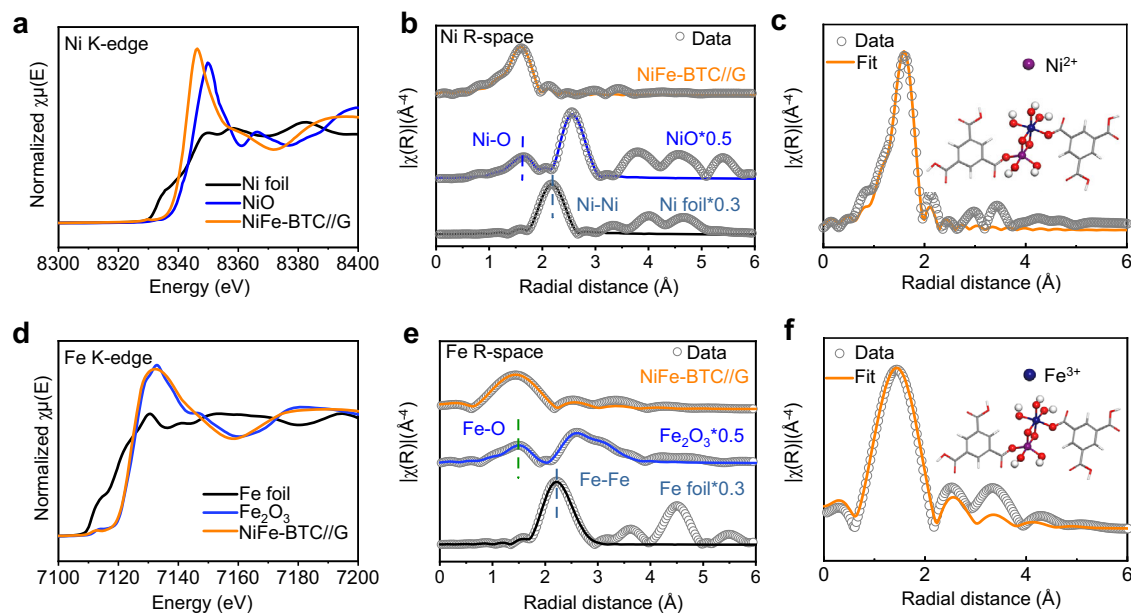 a
Ni K-edge
Normalized χμ(E)
Ni foil
NiO
NiFe-BTC//G
8300 8320 8340 8360 8380 8400
Energy (eV)
b
Ni R-space
Data
NiFe-BTC//G
Ni-O
NiO*0.5
Ni-Ni
Ni foil*0.3
|χ(R)|(Å⁻⁴)
0 1 2 3 4 5 6
Radial distance (Å)
c
Data
Fit
Ni²⁺
|χ(R)|(Å⁻⁴)
0 2 4 6
Radial distance (Å)
d
Fe K-edge
Normalized χμ(E)
Fe foil
Fe₂O₃
NiFe-BTC//G
7100 7120 7140 7160 7180 7200
Energy (eV)
e
Fe R-space
Data
NiFe-BTC//G
Fe-O
Fe₂O₃*0.5
Fe-Fe
Fe foil*0.3
|χ(R)|(Å⁻⁴)
0 1 2 3 4 5 6
Radial distance (Å)
f
Data
Fit
Fe³⁺
|χ(R)|(Å⁻⁴)
0 2 4 6
Radial distance (Å)